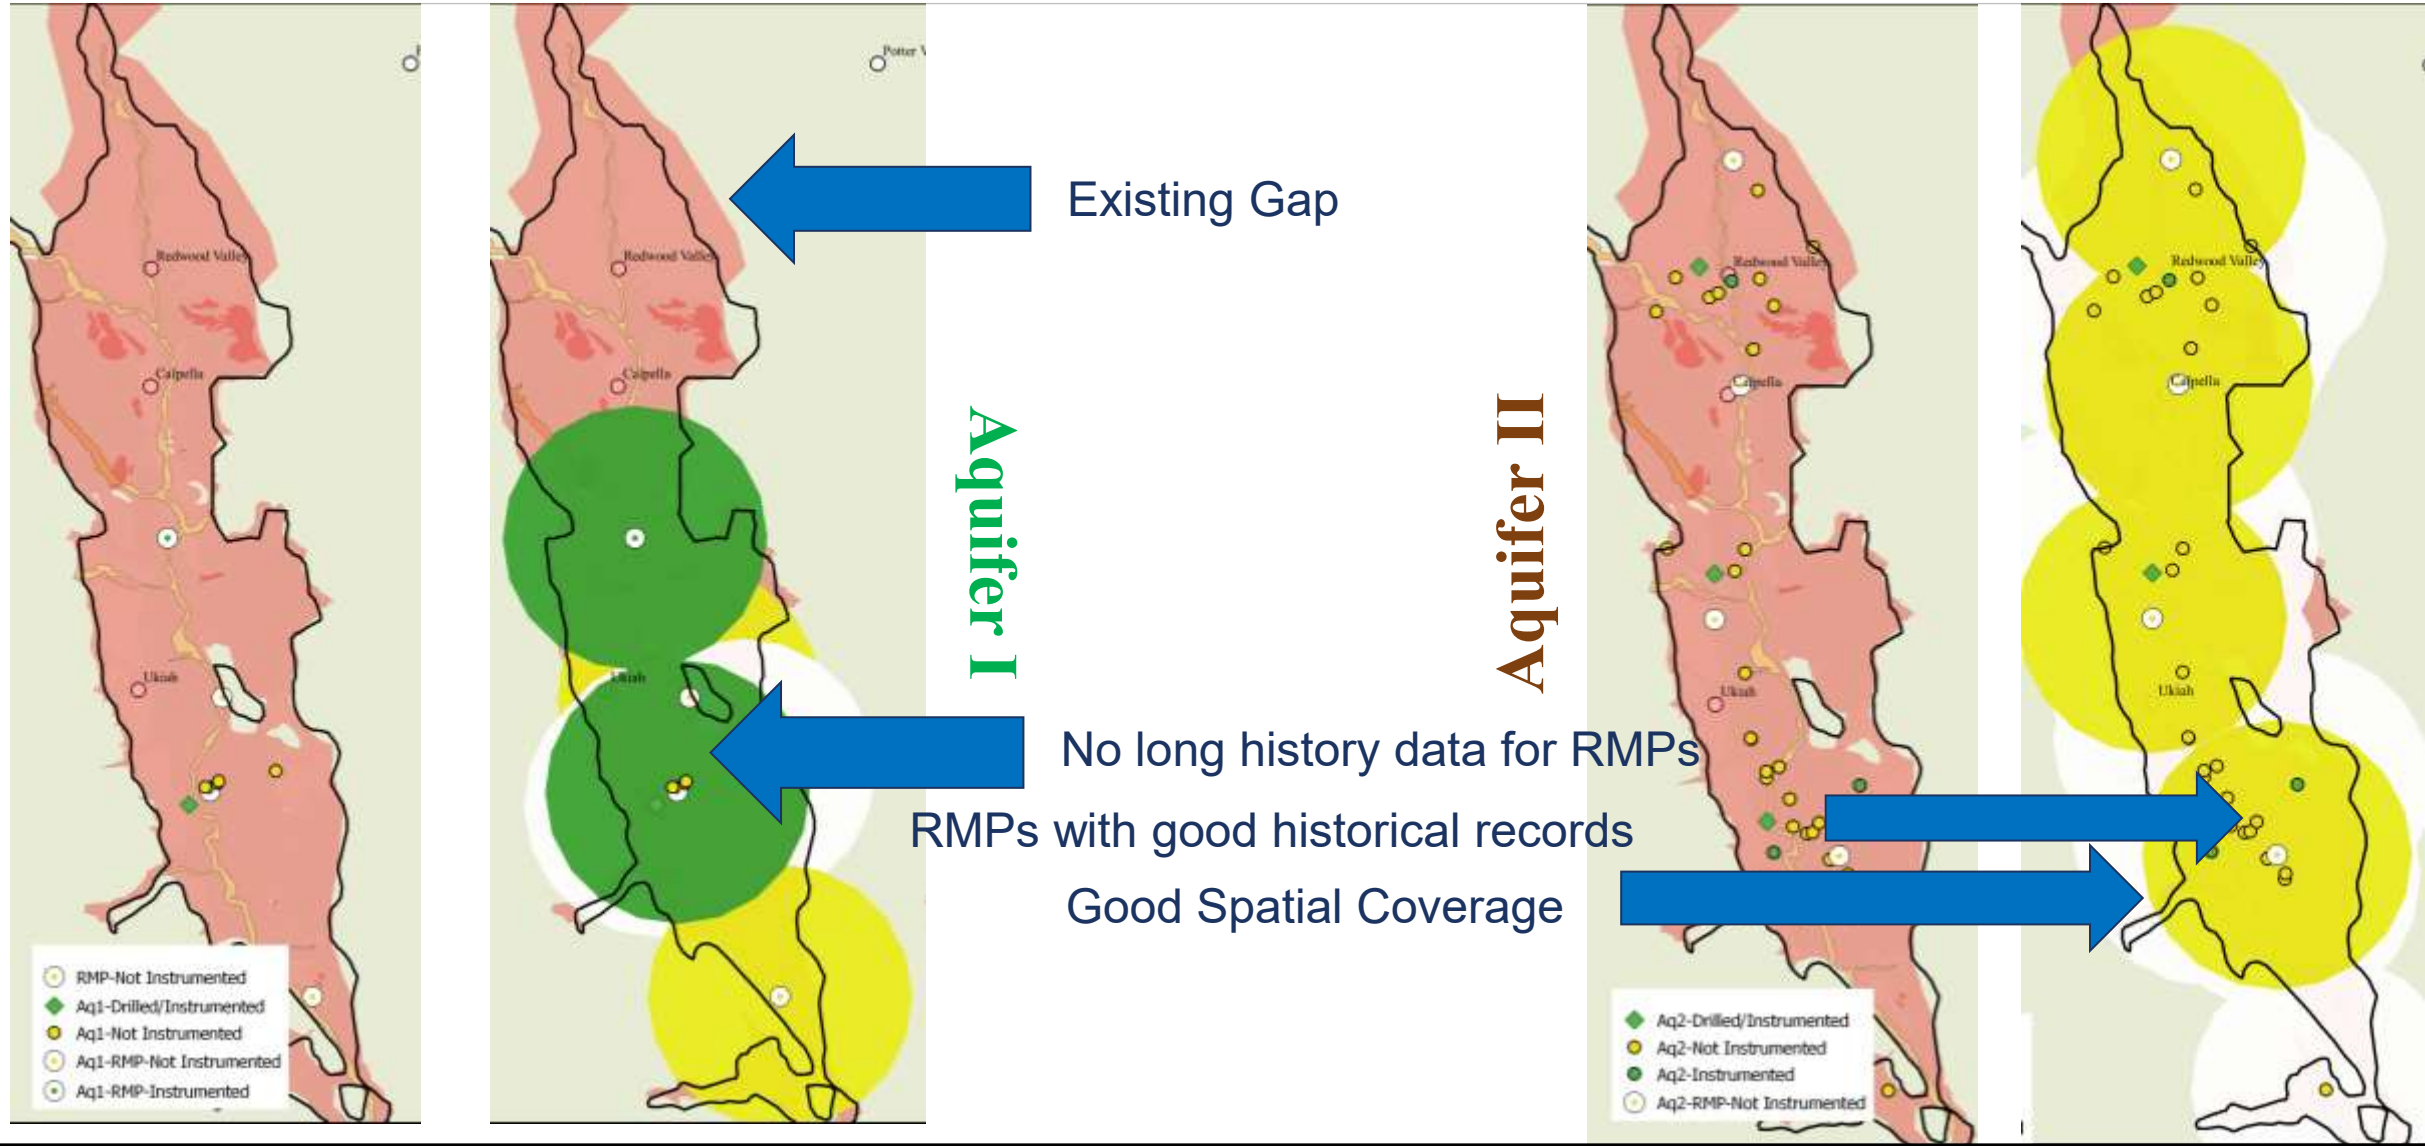 Potter V
Redwood Valley
Calpella
Ukiah
RMP-Not Instrumented
Aq1-Drilled/Instrumented
Aq1-Not Instrumented
Aq1-RMP-Not Instrumented
Aq1-RMP-Instrumented
Redwood Valley
Calpella
Ukiah
Existing Gap
Aquifer I
Aquifer II
No long history data for RMPs
RMPs with good historical records
Good Spatial Coverage
Redwood Valley
Calpella
Ukiah
Aq2-Drilled/Instrumented
Aq2-Not Instrumented
Aq2-Instrumented
Aq2-RMP-Not Instrumented
Redwood Valley
Calpella
Ukiah